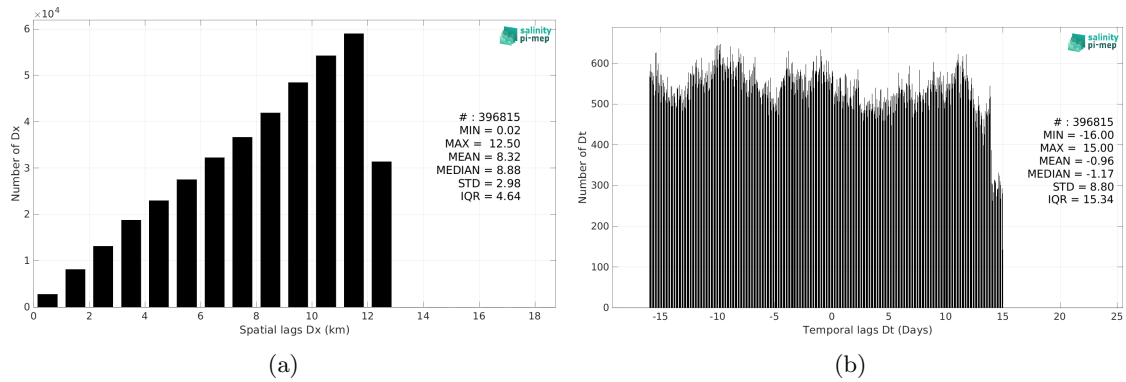 ×10⁴
6
5
4
3
2
1
0
Number of Dx
0 2 4 6 8 10 12 14 16 18
Spatial lags Dx (km)
salinity
pi-mep
# : 396815
MIN = 0.02
MAX = 12.50
MEAN = 8.32
MEDIAN = 8.88
STD = 2.98
IQR = 4.64
(a)
600
500
400
300
200
100
0
Number of Dt
-15 -10 -5 0 5 10 15 20 25
Temporal lags Dt (Days)
salinity
pi-mep
# : 396815
MIN = -16.00
MAX = 15.00
MEAN = -0.96
MEDIAN = -1.17
STD = 8.80
IQR = 15.34
(b)